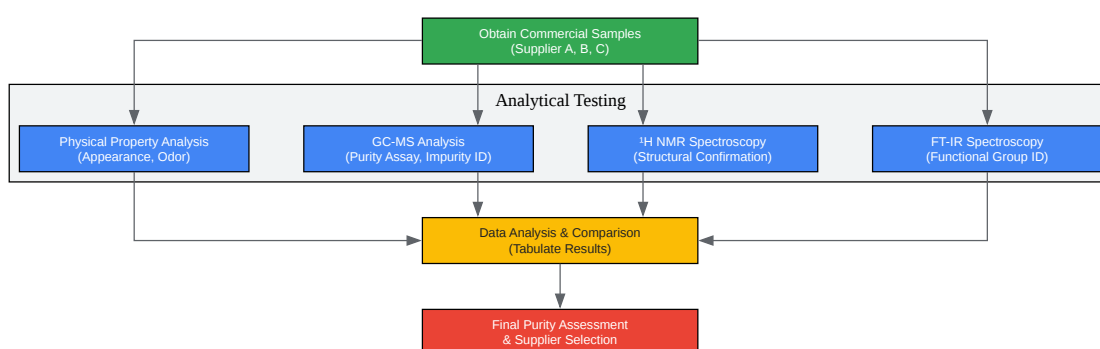 Obtain Commercial Samples
(Supplier A, B, C)
Analytical Testing
Physical Property Analysis
(Appearance, Odor)
GC-MS Analysis
(Purity Assay, Impurity ID)
¹H NMR Spectroscopy
(Structural Confirmation)
FT-IR Spectroscopy
(Functional Group ID)
Data Analysis & Comparison
(Tabulate Results)
Final Purity Assessment
& Supplier Selection